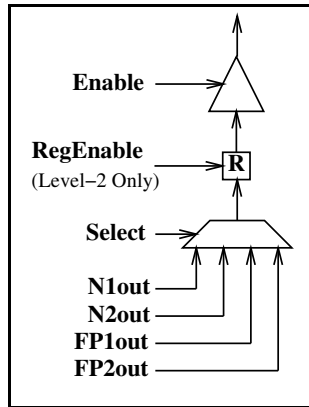 Enable
RegEnable
R
(Level−2 Only)
Select
N1out
N2out
FP1out
FP2out